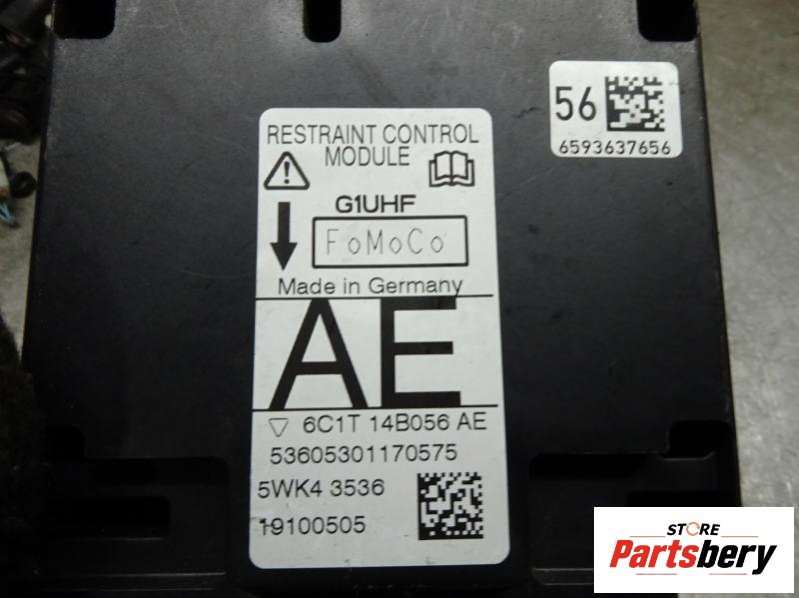 56
6593637656
RESTRAINT CONTROL
MODULE
G1UHF
FoMoCo
Made in Germany
AE
6C1T 14B056 AE
53605301170575
5WK4 3536
19100505
STORE
Partsbery